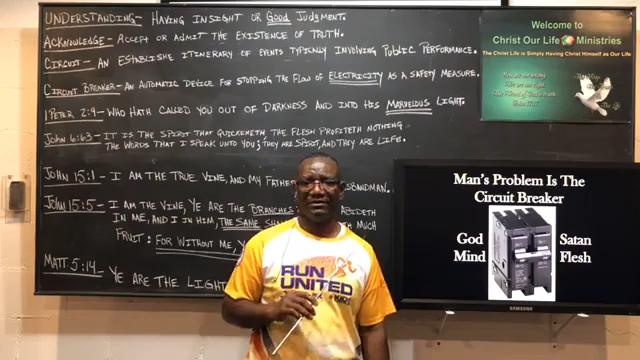 UNDERSTANDING- HAVING INSIGHT OR GOOD JUDGMENT.
ACKNOWLEDGE- ACCEPT OR ADMIT THE EXISTENCE OF TRUTH.
CIRCUIT - AN ESTABLISHE ITINERARY OF EVENTS TYPICALLY INVOLVING PUBLIC PERFORMANCE.
CIRCUIT BREAKER- AN AUTOMATIC DEVICE FOR STOPPING THE FLOW OF ELECTRICITY AS A SAFETY MEASURE.
1 PETER 2:9- WHO HATH CALLED YOU OUT OF DARKNESS AND INTO HIS MARVELOUS LIGHT.
JOHN 6:63- IT IS THE SPIRIT THAT QUICKENETH THE FLESH PROFITETH NOTHING
THE WORDS THAT I SPEAK UNTO YOU, THEY ARE SPIRIT, AND THEY ARE LIFE.
JOHN 15:1- I AM THE TRUE VINE, AND MY FATHER
JOHN 15:5- I AM THE VINE, YE ARE THE BRANCHES ABIDETH
IN ME, AND I IN HIM, THE SAME MUCH
FRUIT: FOR WITHOUT ME,
MATT 5:14- YE ARE THE LIGHT
Welcome to
Christ Our Life Ministries
The Christ Life is Simply Having Christ Himself as Our Life
The Way
The Life
Man's Problem Is The
Circuit Breaker
God Satan
Mind Flesh
SAMSUNG
RUN
UNITED